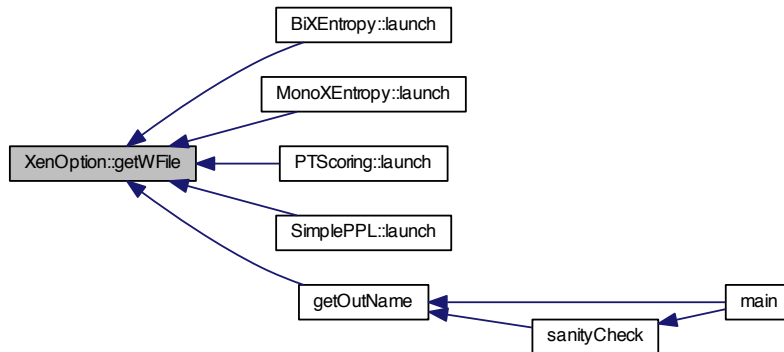 BiXEntropy::launch
MonoXEntropy::launch
XenOption::getWFile
PTScoring::launch
SimplePPL::launch
getOutName
main
sanityCheck